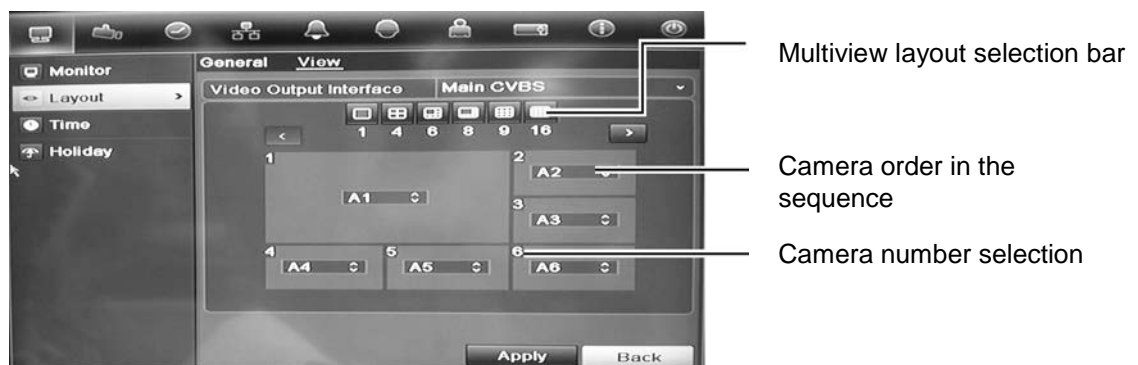 General View
Monitor
Video Output Interface Main CVBS
Layout >
Time
1 4 6 8 9 16
< >
Holiday
1
A1
2
A2
3
A3
4
A4
5
A5
6
A6
Apply Back
Multiview layout selection bar
Camera order in the
sequence
Camera number selection